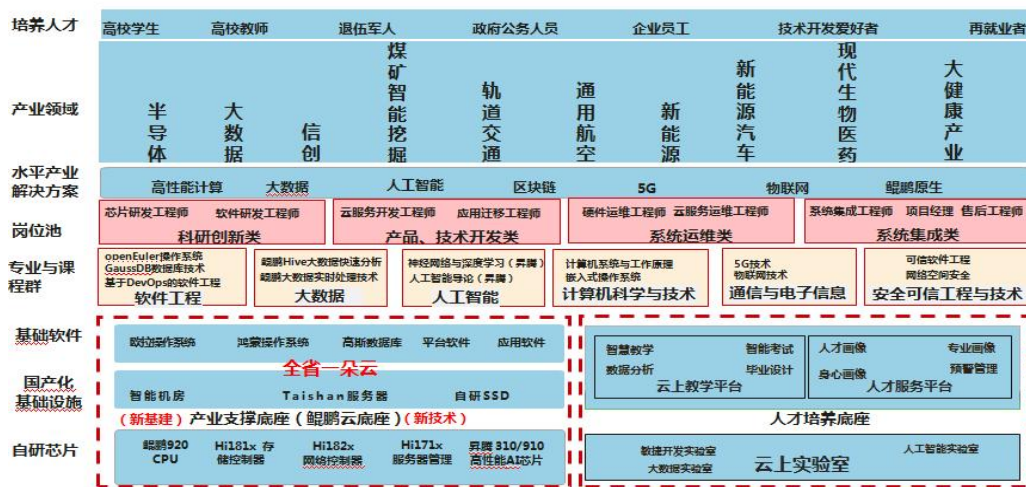 培养人才
高校学生 高校教师 退伍军人 政府公务人员 企业员工 技术开发爱好者 再就业者
产业领域
半导体
大数据
信创
煤矿智能挖掘
轨道交通
通用航空
新能源
新能源汽车
现代生物医药
大健康产业
水平产业
解决方案
高性能计算 大数据 人工智能 区块链 5G 物联网 鲲鹏原生
岗位池
芯片研发工程师 软件研发工程师
科研创新类
云服务开发工程师 应用迁移工程师
产品、技术开发类
硬件运维工程师 云服务运维工程师
系统运维类
系统集成工程师 项目经理 售后工程师
系统集成类
专业与课
程群
openEuler操作系统
GaussDB数据库技术
基于DevOps的软件工程
软件工程
鲲鹏Hive大数据快速分析
鲲鹏大数据实时处理技术
大数据
神经网络与深度学习（昇腾）
人工智能导论（昇腾）
人工智能
计算机系统与工作原理
嵌入式操作系统
计算机科学与技术
5G技术
物联网技术
通信与电子信息
可信软件工程
网络空间安全
安全可信工程与技术
基础软件
欧拉操作系统 鸿蒙操作系统 高斯数据库 平台软件 应用软件
全省一朵云
国产化
基础设施
智能机房 Taishan服务器 自研SSD
（新基建）产业支撑底座（鲲鹏云底座）（新技术）
自研芯片
鲲鹏920
CPU
Hi181x 存
储控制器
Hi182x
网络控制器
Hi171x
服务器管理
昇腾 310/910
高性能AI芯片
智慧教学 智能考试
数据分析 毕业设计
云上教学平台
人才画像 专业画像
身心画像 预警管理
人才服务平台
人才培养底座
敏捷开发实验室
大数据实验室
云上实验室
人工智能实验室